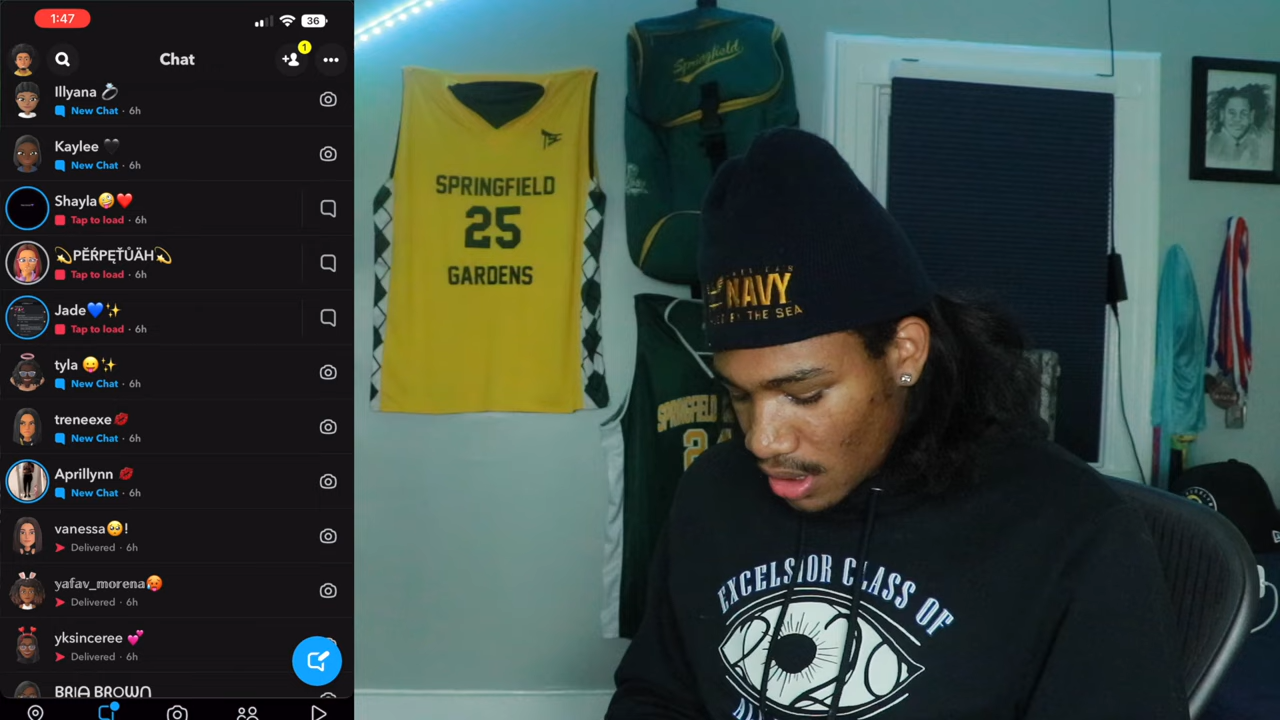 1:47
36
1
Chat
Illyana
New Chat · 6h
Kaylee
New Chat · 6h
Shayla
Tap to load · 6h
PĔŔPĘŤŮÄH
Tap to load · 6h
Jade
Tap to load · 6h
tyla
New Chat · 6h
treneexe
New Chat · 6h
Aprillynn
New Chat · 6h
vanessa !
Delivered · 6h
yafav_morena
Delivered · 6h
yksinceree
Delivered · 6h
BRIA BROWN
SPRINGFIELD
25
GARDENS
Springfield
SPRINGFIELD
2
NAVY
BY THE SEA
EXCELSIOR CLASS OF